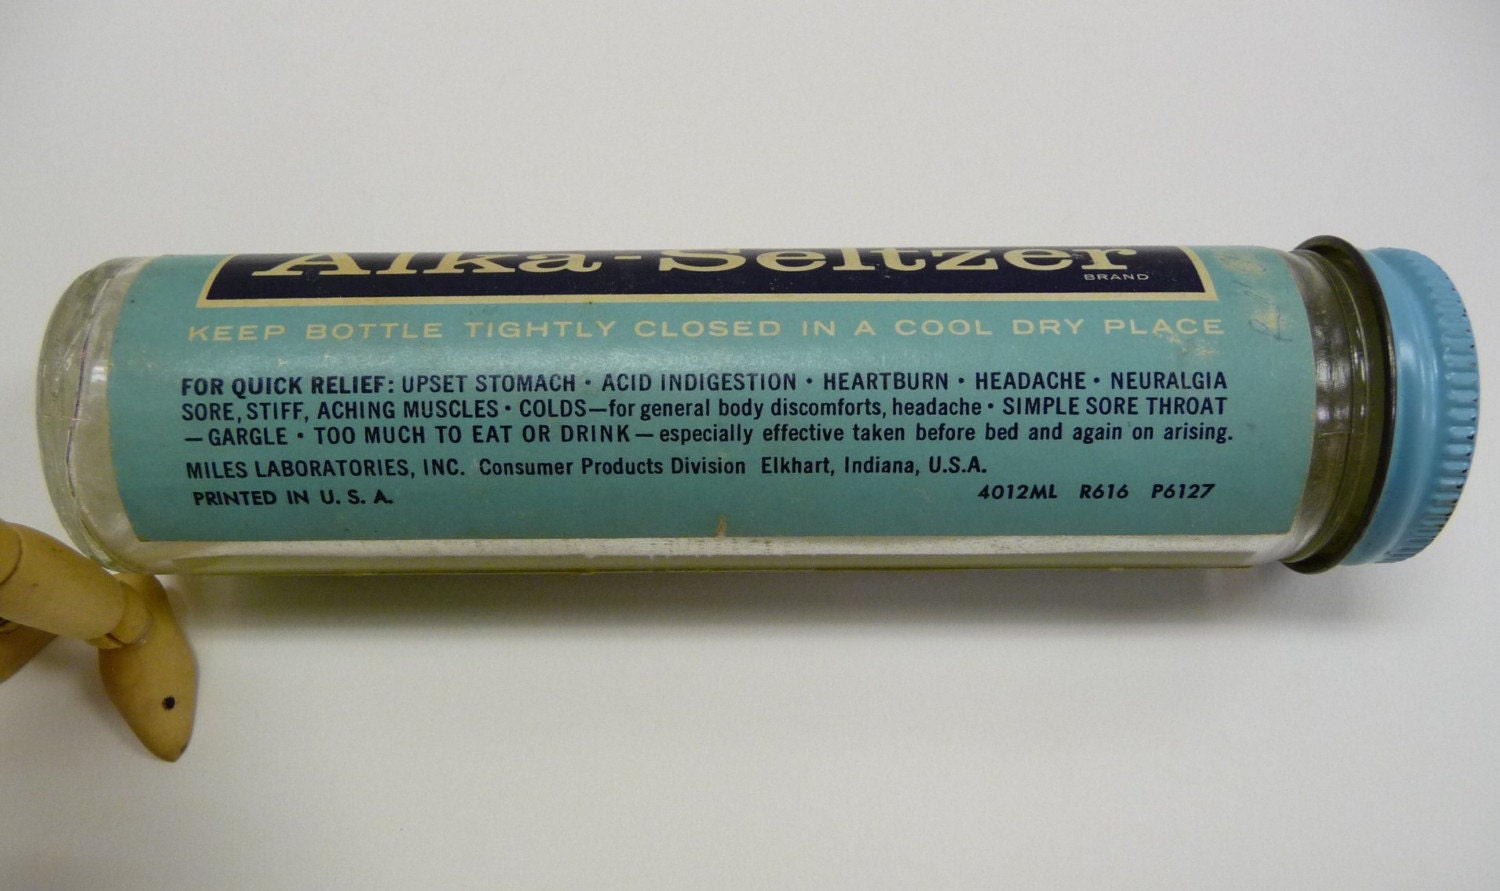 Alka-Seltzer
BRAND
KEEP BOTTLE TIGHTLY CLOSED IN A COOL DRY PLACE
FOR QUICK RELIEF: UPSET STOMACH • ACID INDIGESTION • HEARTBURN • HEADACHE • NEURALGIA
SORE, STIFF, ACHING MUSCLES • COLDS—for general body discomforts, headache • SIMPLE SORE THROAT
— GARGLE • TOO MUCH TO EAT OR DRINK — especially effective taken before bed and again on arising.
MILES LABORATORIES, INC. Consumer Products Division Elkhart, Indiana, U.S.A.
PRINTED IN U. S. A. 4012ML R616 P6127